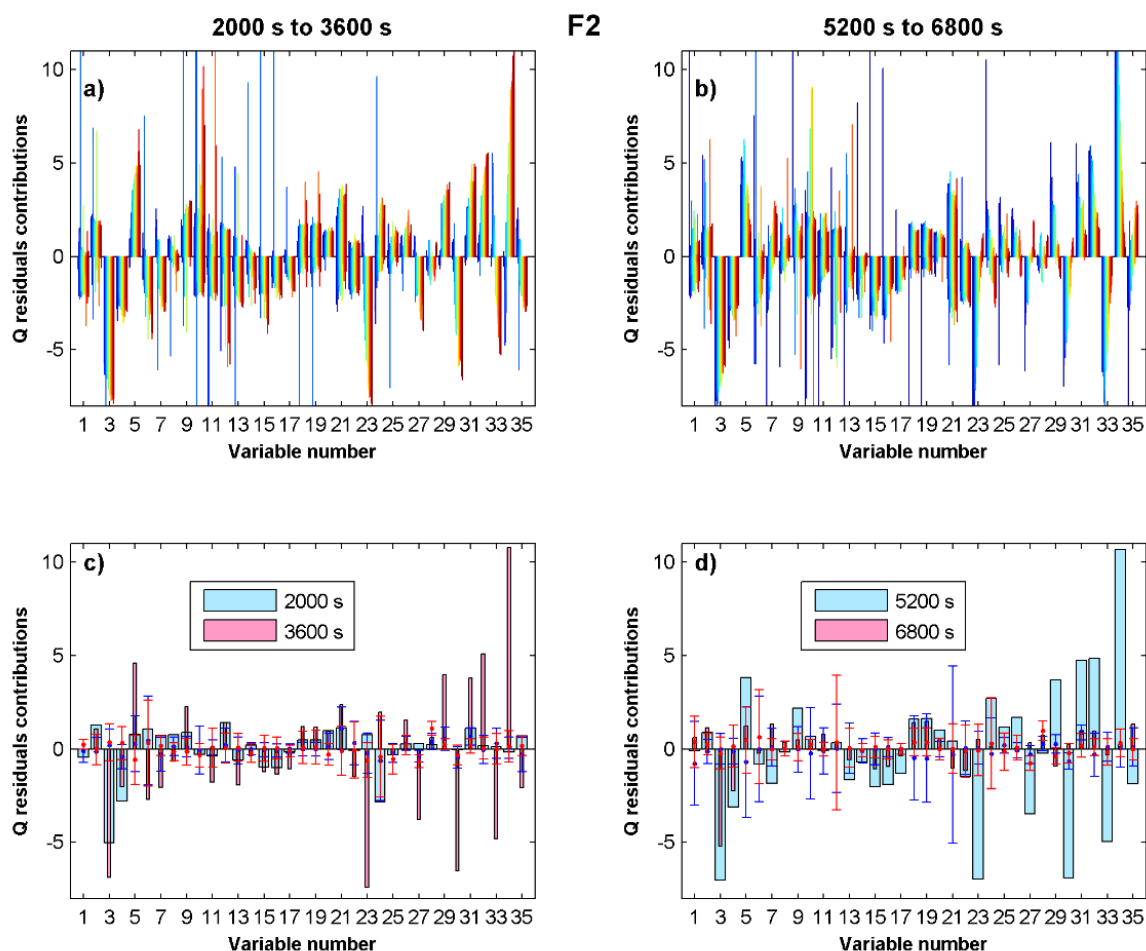 2000 s to 3600 s
F2
5200 s to 6800 s
a)
10
5
0
-5
Q residuals contributions
1 3 5 7 9 11 13 15 17 19 21 23 25 27 29 31 33 35
Variable number
b)
10
5
0
-5
Q residuals contributions
1 3 5 7 9 11 13 15 17 19 21 23 25 27 29 31 33 35
Variable number
c)
2000 s
3600 s
10
5
0
-5
Q residuals contributions
1 3 5 7 9 11 13 15 17 19 21 23 25 27 29 31 33 35
Variable number
d)
5200 s
6800 s
10
5
0
-5
Q residuals contributions
1 3 5 7 9 11 13 15 17 19 21 23 25 27 29 31 33 35
Variable number